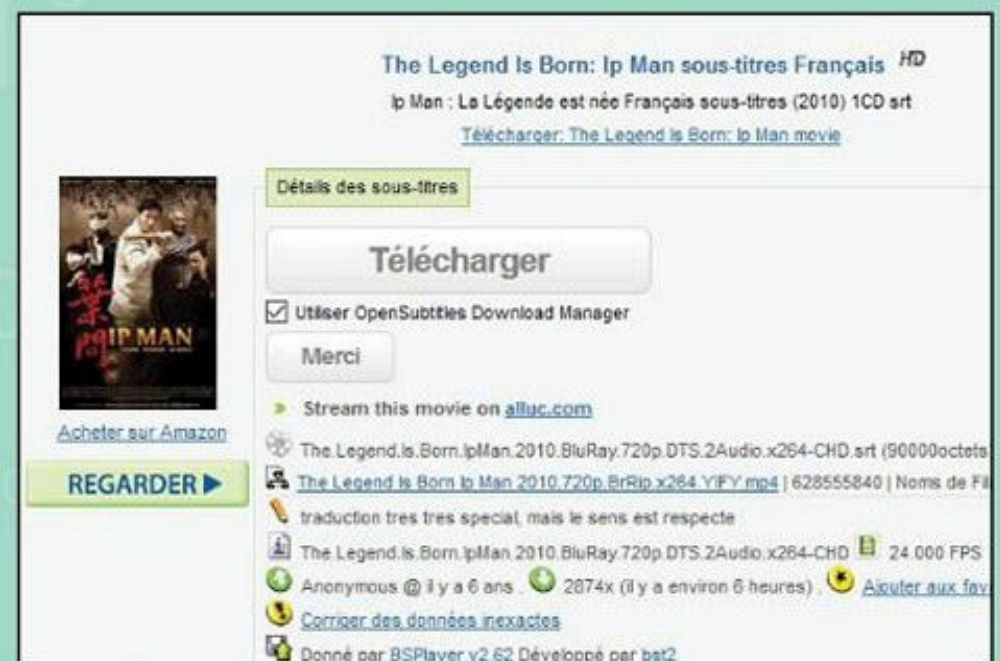 The Legend Is Born: Ip Man sous-titres Français HD
Ip Man : La Légende est née Français sous-titres (2010) 1CD srt
Télécharger: The Legend Is Born: Ip Man movie
Détails des sous-titres
Télécharger
Utiliser OpenSubtitles Download Manager
Merci
葉問
IP MAN
Acheter sur Amazon
REGARDER
Stream this movie on alluc.com
The.Legend.Is.Born.IpMan.2010.BluRay.720p.DTS.2Audio.x264-CHD.srt (90000octets
The Legend Is Born Ip Man 2010.720p.BrRip.x264.YIFY.mp4 | 628555840 | Noms de Fi
traduction tres tres special, mais le sens est respecte
The.Legend.Is.Born.IpMan.2010.BluRay.720p.DTS.2Audio.x264-CHD 24.000 FPS
Anonymous @ il y a 6 ans . 2874x (il y a environ 6 heures) . Ajouter aux fav
Corriger des données inexactes
Donné par BSPlayer v2.62 Développé par bst2